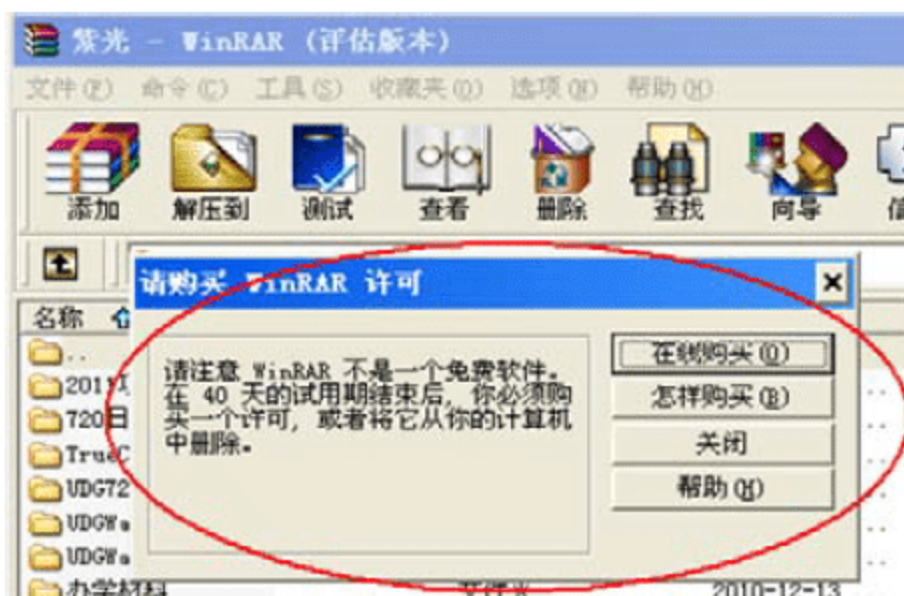 紫光 - WinRAR (评估版本)
文件(F) 命令(C) 工具(S) 收藏夹(O) 选项(N) 帮助(H)
添加 解压到 测试 查看 删除 查找 向导
请购买 WinRAR 许可
名称
请注意 WinRAR 不是一个免费软件。
在 40 天的试用期结束后，你必须购
买一个许可，或者将它从你的计算机
中删除。
在线购买(O)
怎样购买(B)
关闭
帮助(H)
..
2011
720日
TrueC
UDG72
UDGWa
UDGWa
办学材料 文件夹 2010-12-13